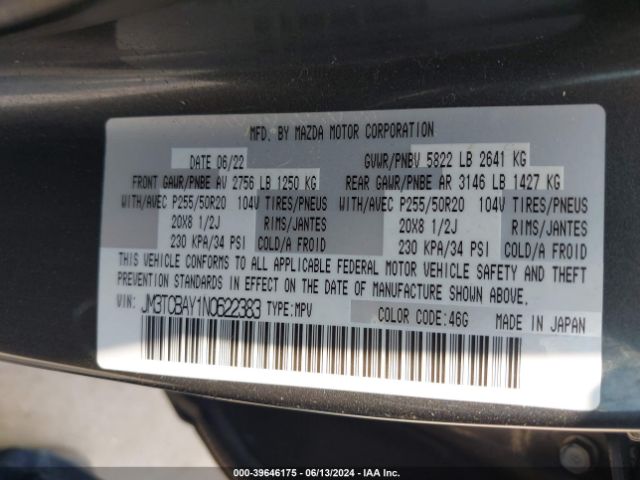 MFD. BY MAZDA MOTOR CORPORATION
DATE 06/22 GVWR/PNBV 5822 LB 2641 KG
FRONT GAWR/PNBE AV 2756 LB 1250 KG REAR GAWR/PNBE AR 3146 LB 1427 KG
WITH/AVEC P255/50R20 104V TIRES/PNEUS WITH/AVEC P255/50R20 104V TIRES/PNEUS
20X8 1/2J RIMS/JANTES 20X8 1/2J RIMS/JANTES
230 KPA/34 PSI COLD/A FROID 230 KPA/34 PSI COLD/A FROID
THIS VEHICLE CONFORMS TO ALL APPLICABLE FEDERAL MOTOR VEHICLE SAFETY AND THEFT
PREVENTION STANDARDS IN EFFECT ON THE DATE OF MANUFACTURE SHOWN ABOVE.
VIN: JM3TCBAY1N0622383 TYPE:MPV COLOR CODE:46G MADE IN JAPAN
000-39646175 - 06/13/2024 - IAA Inc.